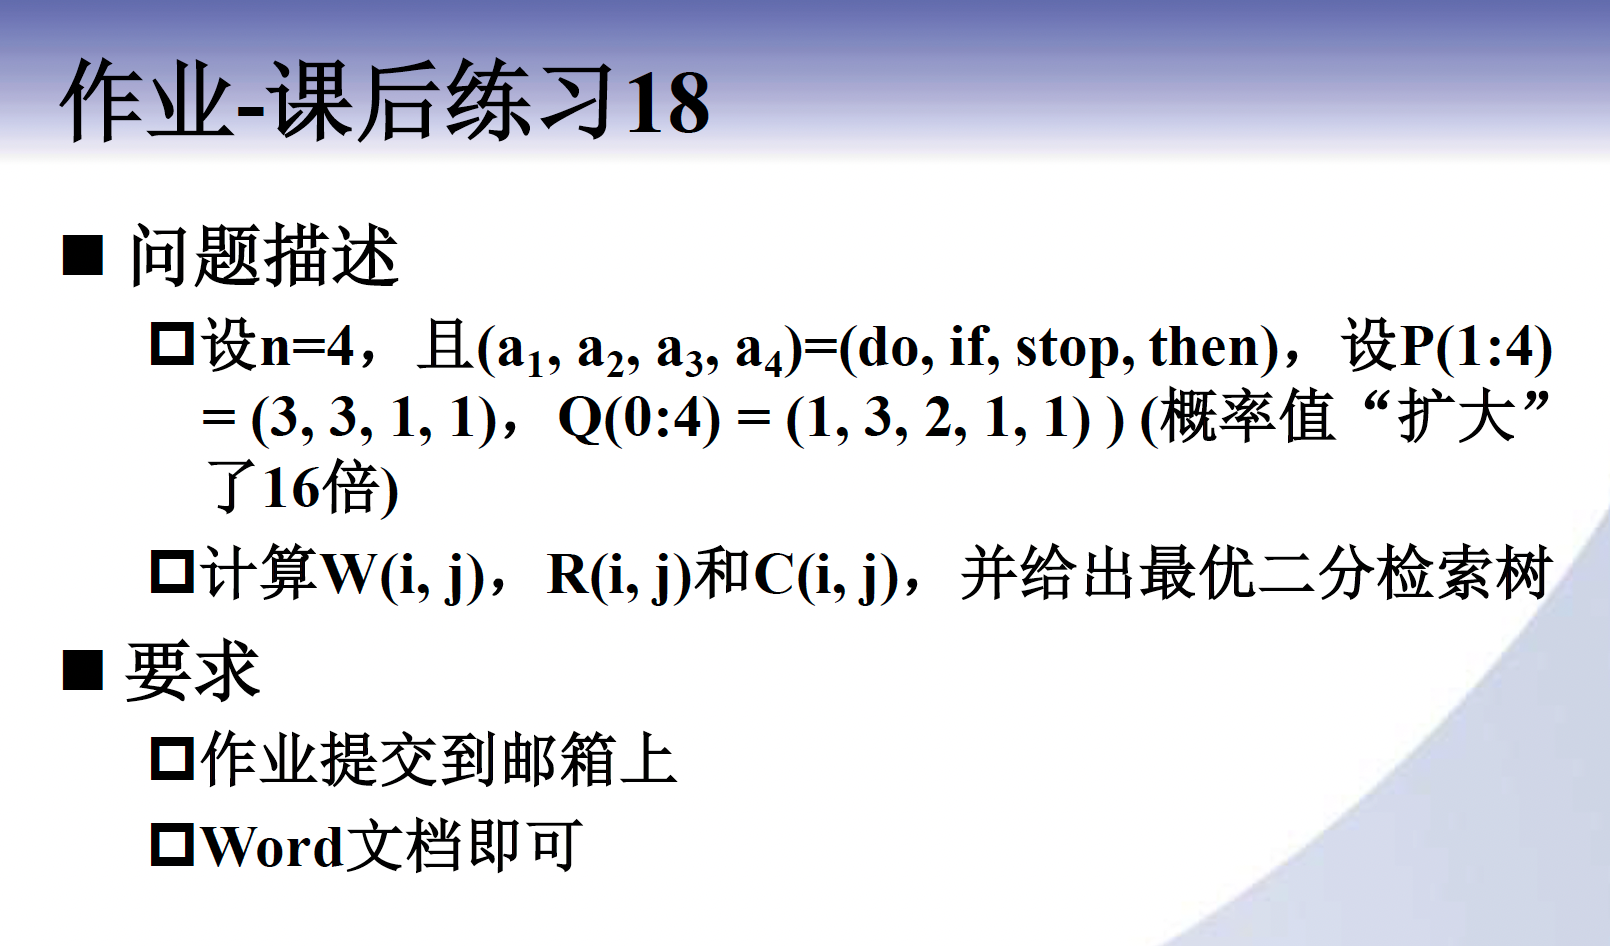 作业-课后练习18
■ 问题描述
设n=4，且(a₁, a₂, a₃, a₄)=(do, if, stop, then)，设P(1:4)
= (3, 3, 1, 1)，Q(0:4) = (1, 3, 2, 1, 1) ) (概率值“扩大”
了16倍)
计算W(i, j)，R(i, j)和C(i, j)，并给出最优二分检索树
■ 要求
作业提交到邮箱上
Word文档即可